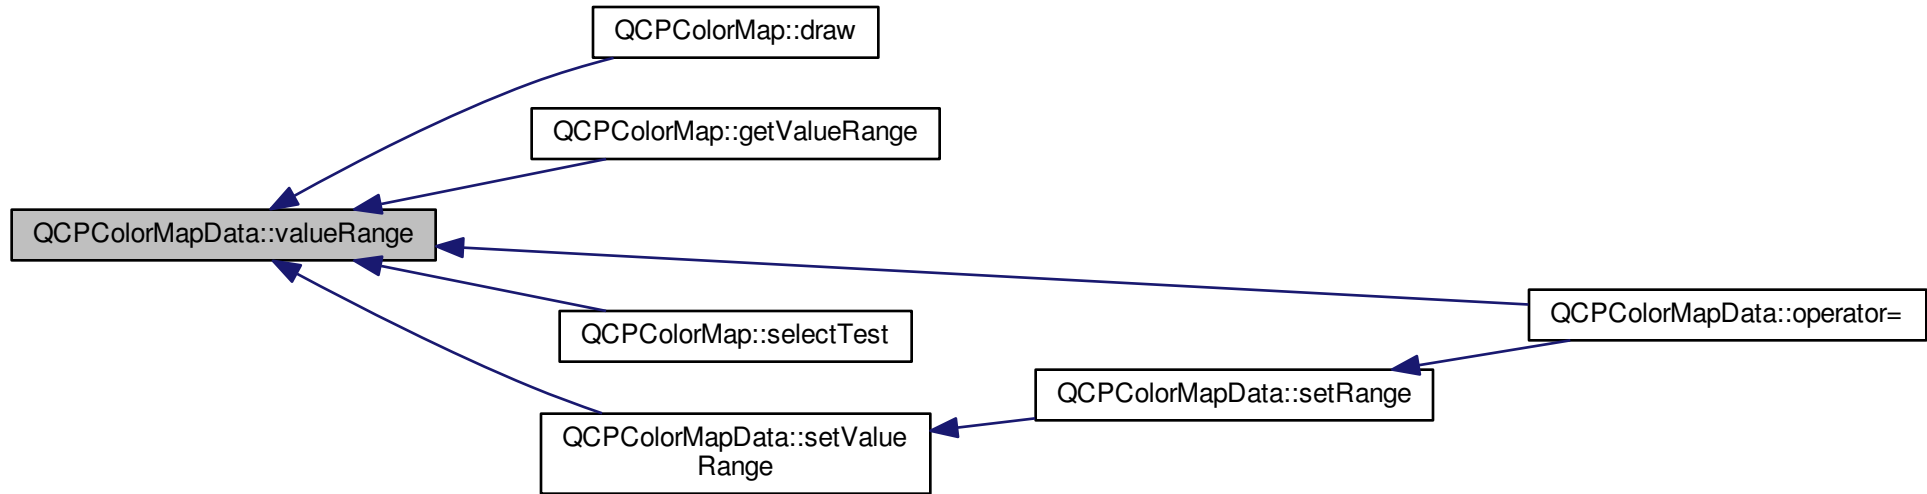 QCPColorMap::draw
QCPColorMap::getValueRange
QCPColorMapData::valueRange
QCPColorMapData::operator=
QCPColorMap::selectTest
QCPColorMapData::setRange
QCPColorMapData::setValue
Range